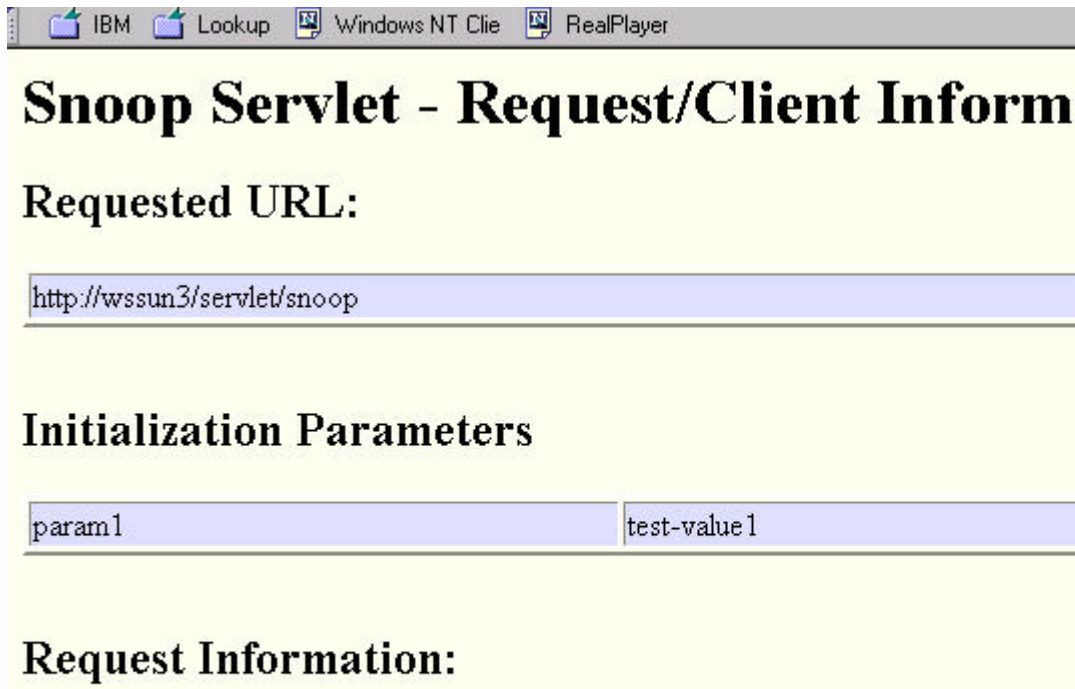 IBM Lookup Windows NT Clie RealPlayer
Snoop Servlet - Request/Client Inform
Requested URL:
http://wssun3/servlet/snoop
Initialization Parameters
param1 test-value1
Request Information: